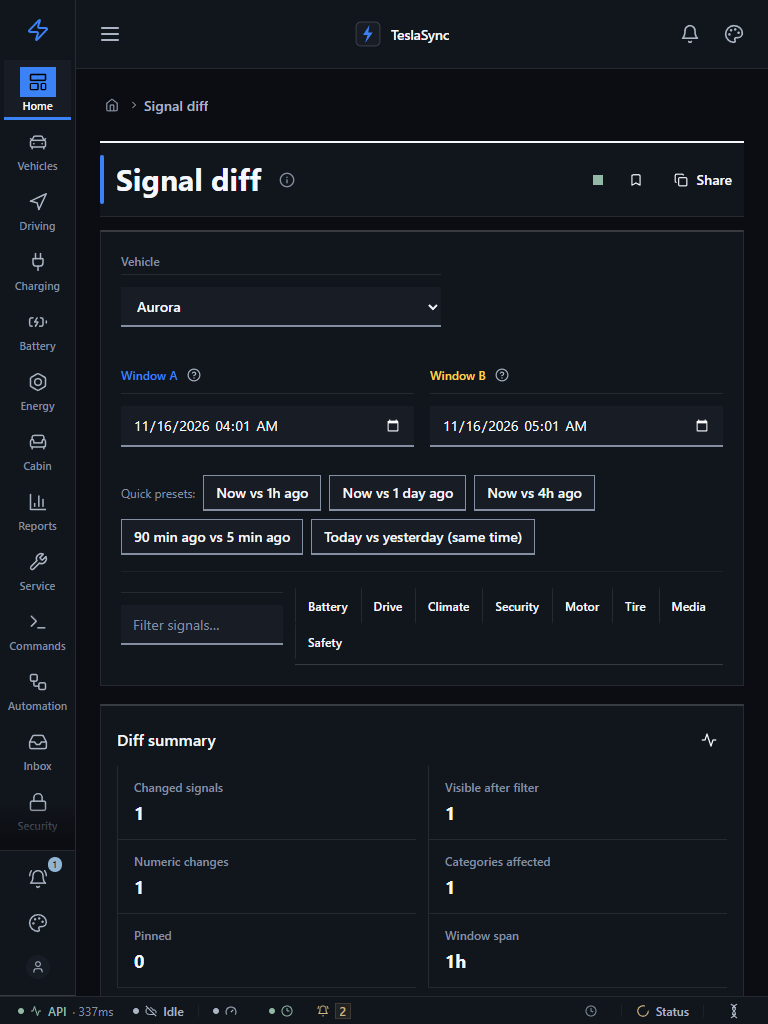 TeslaSync
Home
Vehicles
Driving
Charging
Battery
Energy
Cabin
Reports
Service
Commands
Automation
Inbox
Security
1
Signal diff
Signal diff
Share
Vehicle
Aurora
Window A
Window B
11/16/2026 04:01 AM
11/16/2026 05:01 AM
Quick presets:
Now vs 1h ago
Now vs 1 day ago
Now vs 4h ago
90 min ago vs 5 min ago
Today vs yesterday (same time)
Filter signals...
Battery
Drive
Climate
Security
Motor
Tire
Media
Safety
Diff summary
Changed signals
1
Visible after filter
1
Numeric changes
1
Categories affected
1
Pinned
0
Window span
1h
API · 337ms
Idle
2
Status